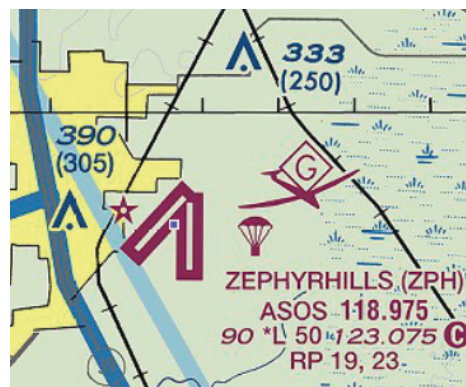 333
(250)
390
(305)
G
ZEPHYRHILLS (ZPH)
ASOS 118.975
90 *L 50 123.075 C
RP 19, 23